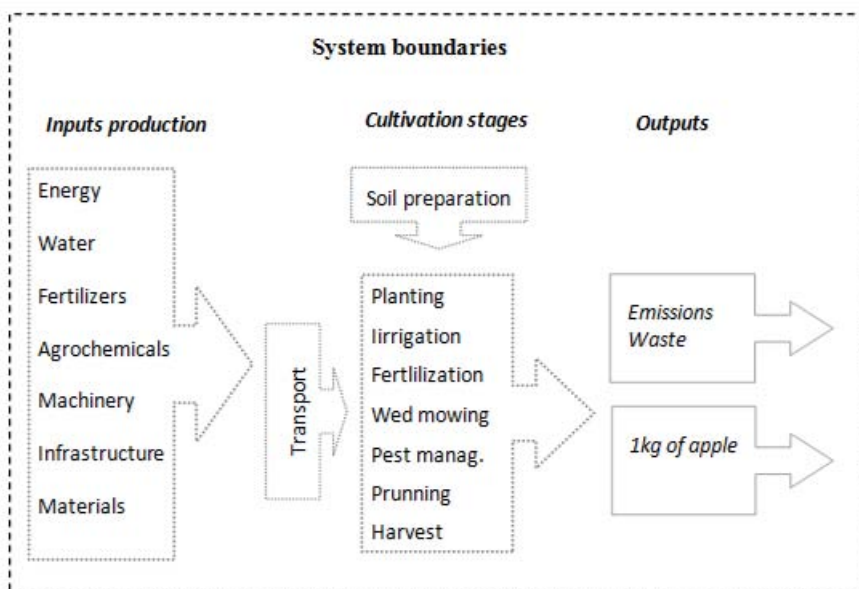 System boundaries
Inputs production
Cultivation stages
Outputs
Energy
Water
Fertilizers
Agrochemicals
Machinery
Infrastructure
Materials
Transport
Soil preparation
Planting
Iirrigation
Fertlilization
Wed mowing
Pest manag.
Prunning
Harvest
Emissions
Waste
1kg of apple